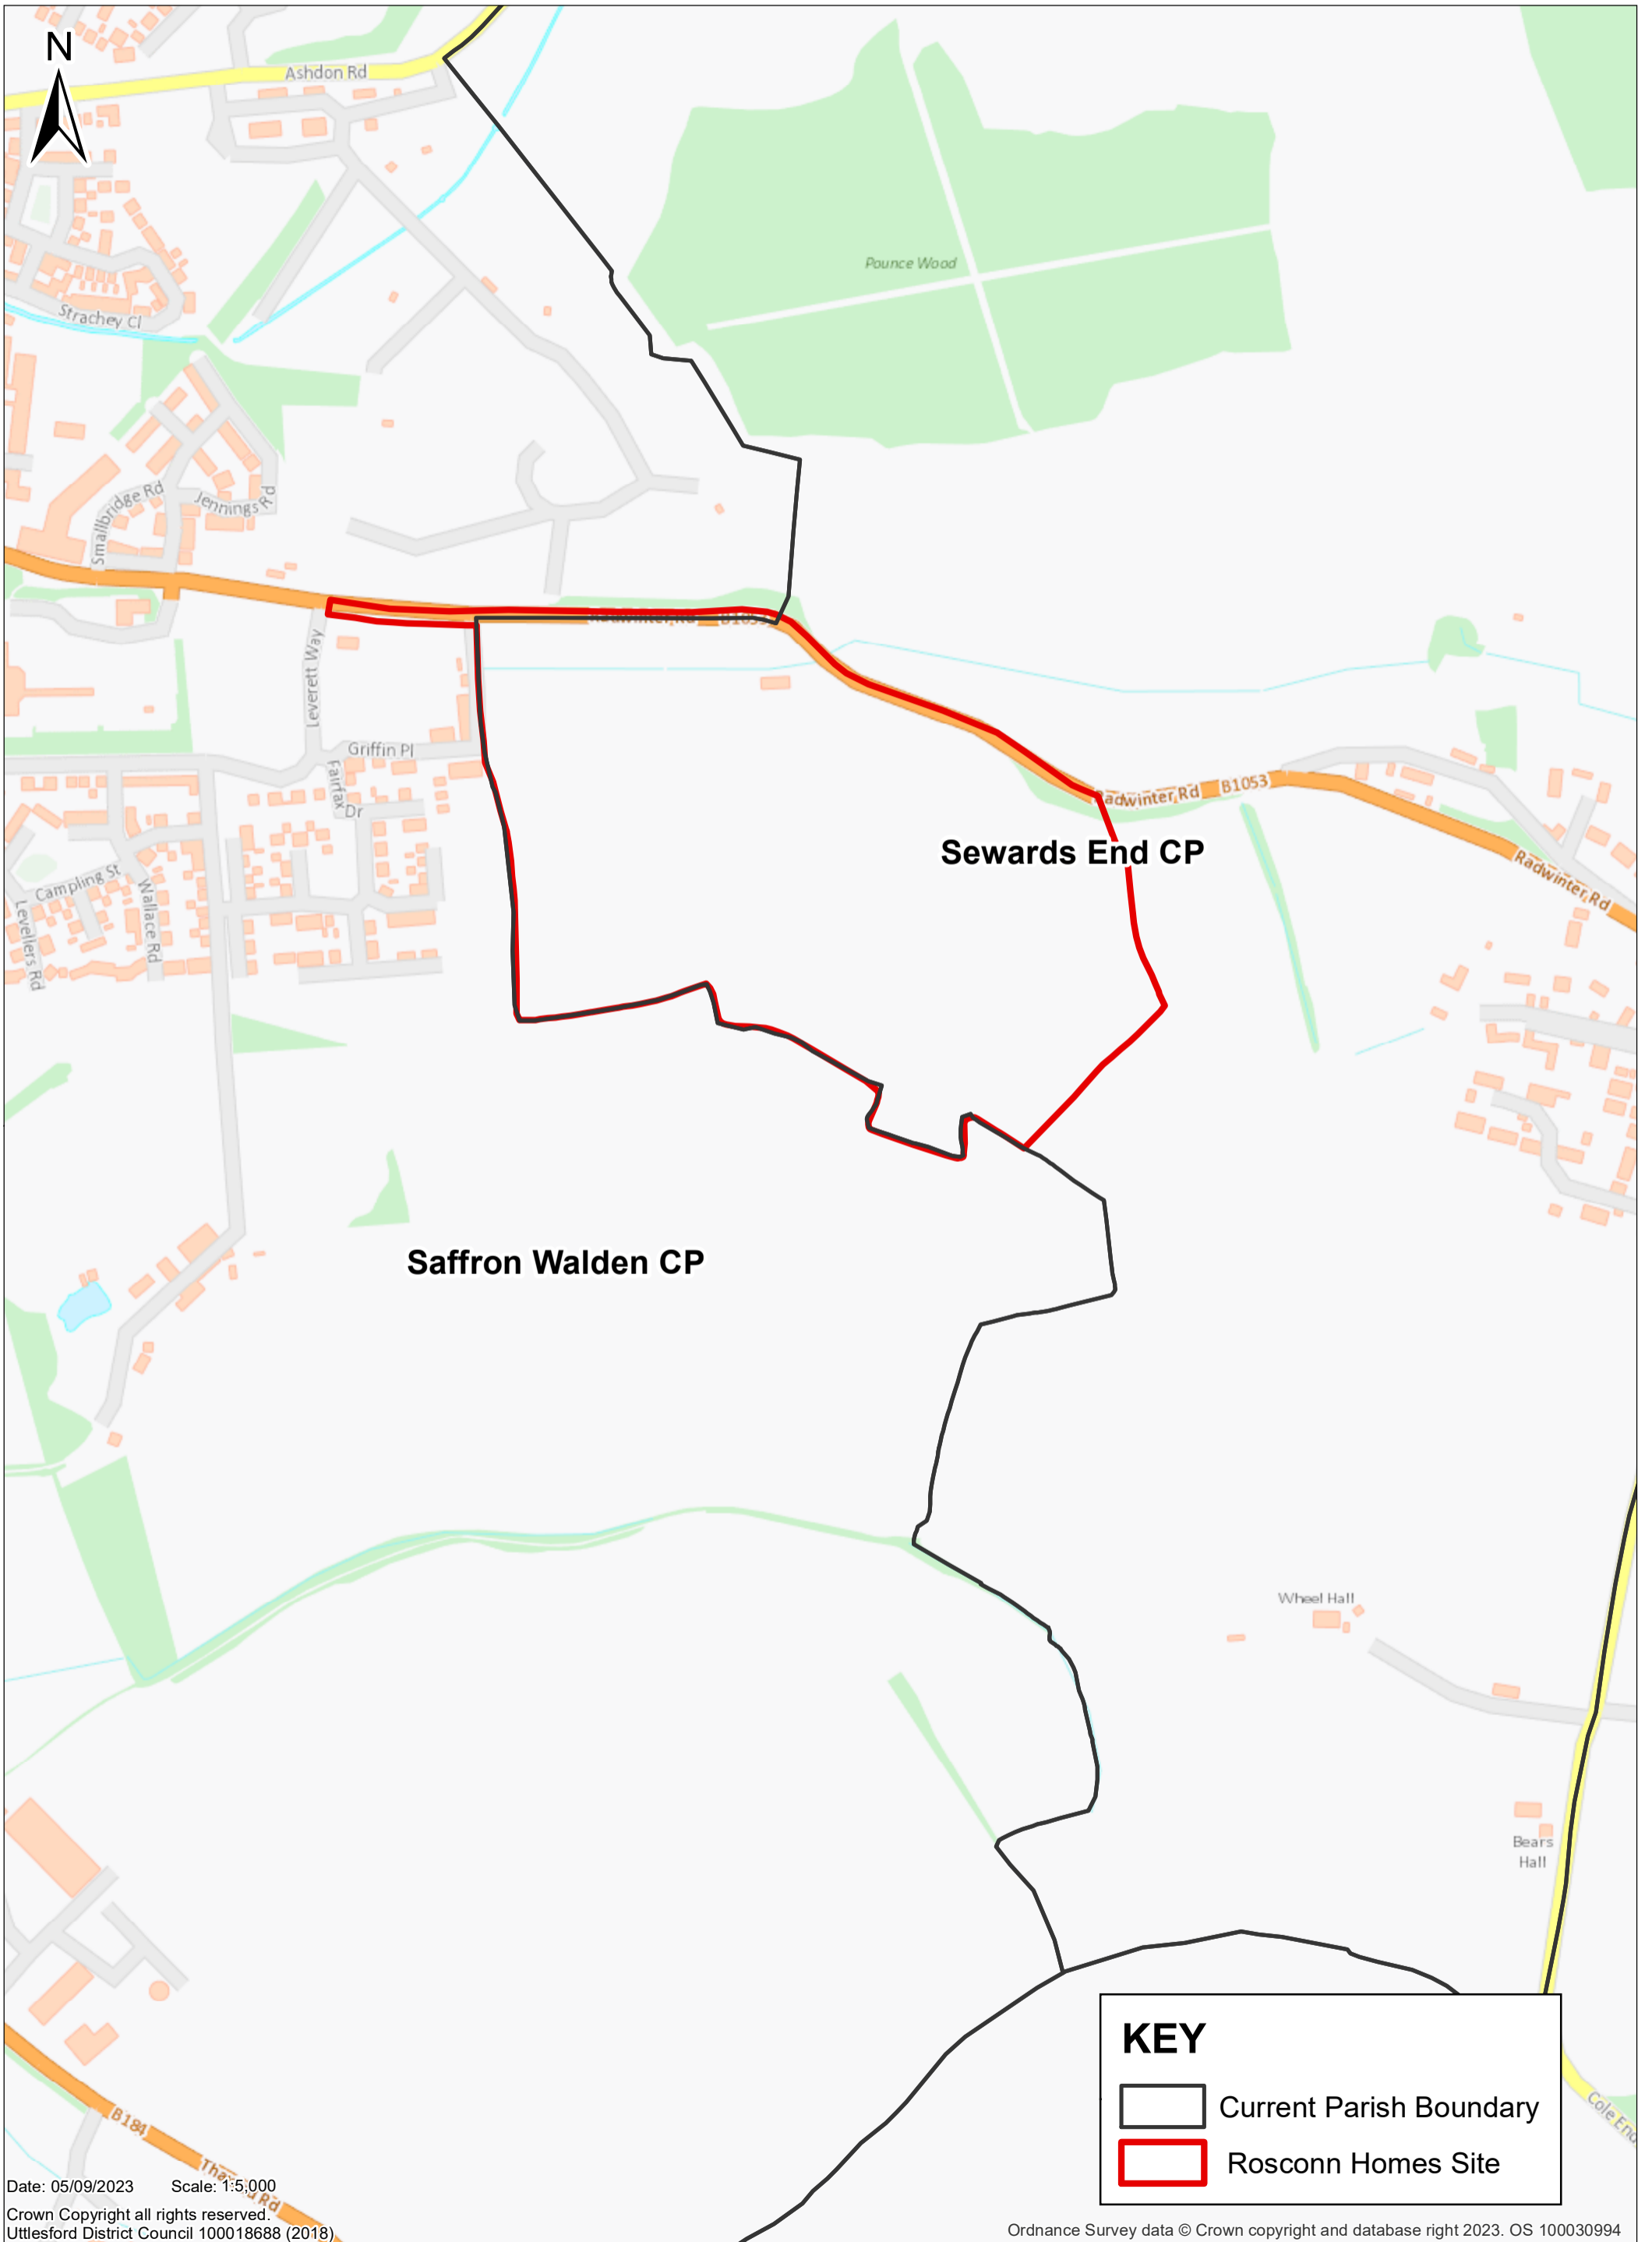 N
Ashdon Rd
Pounce Wood
Strachey Cl
Smallbridge Rd
Jennings Rd
Radwinter Rd B1053
Leverett Way
Griffin Pl
Fairfax Dr
Radwinter Rd B1053
Sewards End CP
Radwinter Rd
Campling St
Wallace Rd
Levellers Rd
Saffron Walden CP
Wheel Hall
Bears
Hall
KEY
Current Parish Boundary
Rosconn Homes Site
Cole End
B184
Rd
Date: 05/09/2023 Scale: 1:5,000
Crown Copyright all rights reserved.
Uttlesford District Council 100018688 (2018)
Ordnance Survey data © Crown copyright and database right 2023. OS 100030994